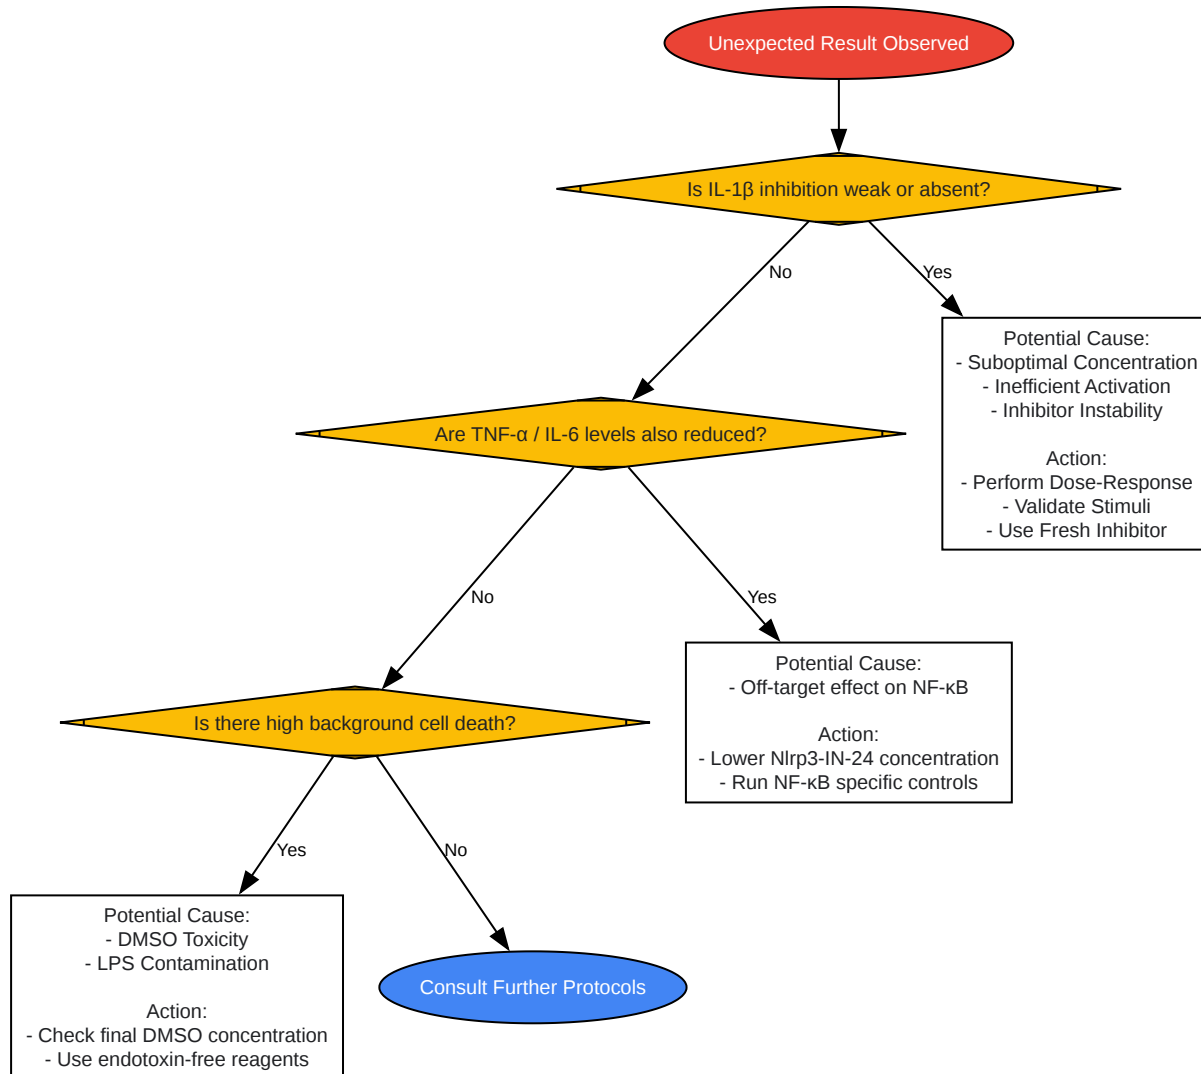 Unexpected Result Observed
Is IL-1β inhibition weak or absent?
No
Yes
Potential Cause:
- Suboptimal Concentration
- Inefficient Activation
- Inhibitor Instability
Action:
- Perform Dose-Response
- Validate Stimuli
- Use Fresh Inhibitor
Are TNF-α / IL-6 levels also reduced?
No
Yes
Potential Cause:
- Off-target effect on NF-κB
Action:
- Lower Nlrp3-IN-24 concentration
- Run NF-κB specific controls
Is there high background cell death?
Yes
No
Potential Cause:
- DMSO Toxicity
- LPS Contamination
Action:
- Check final DMSO concentration
- Use endotoxin-free reagents
Consult Further Protocols